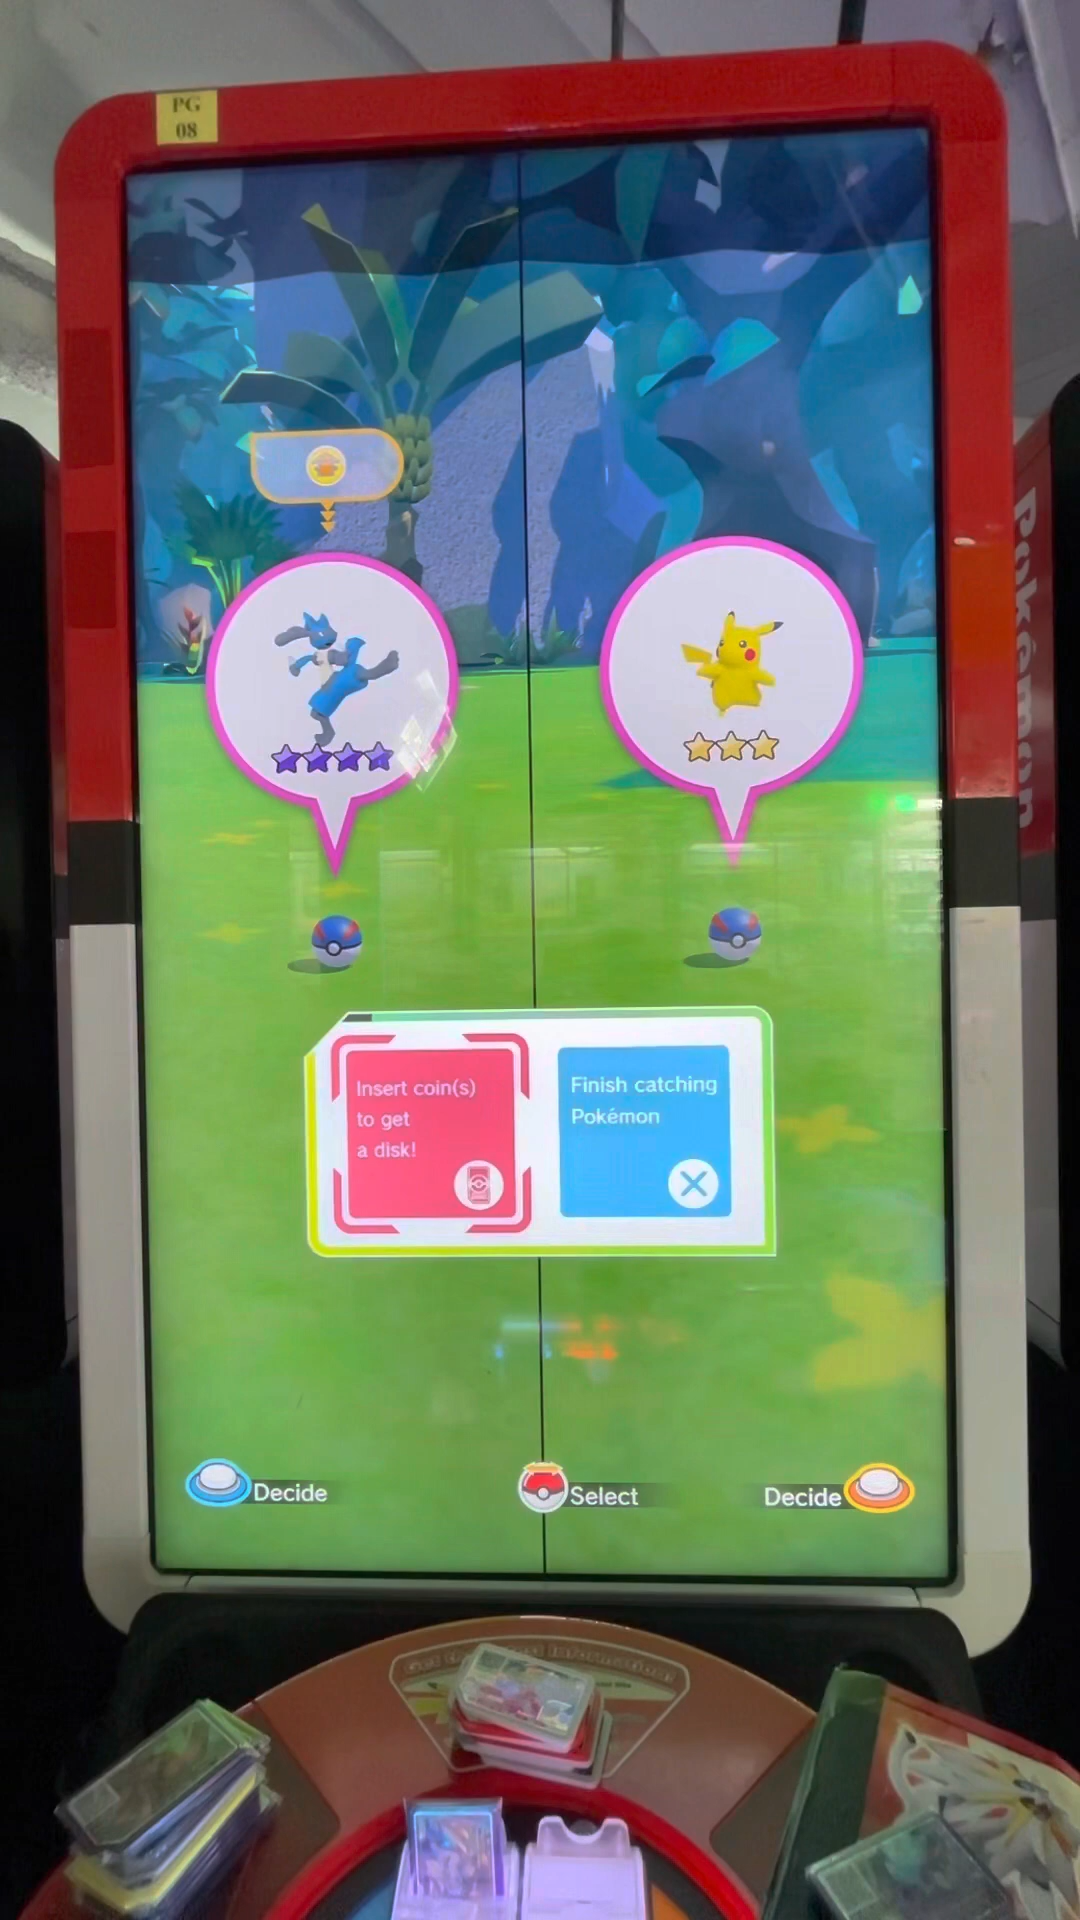 PG
08
Pokémon
Insert coin(s)
to get
a disk!
Finish catching
Pokémon
Decide
Select
Decide